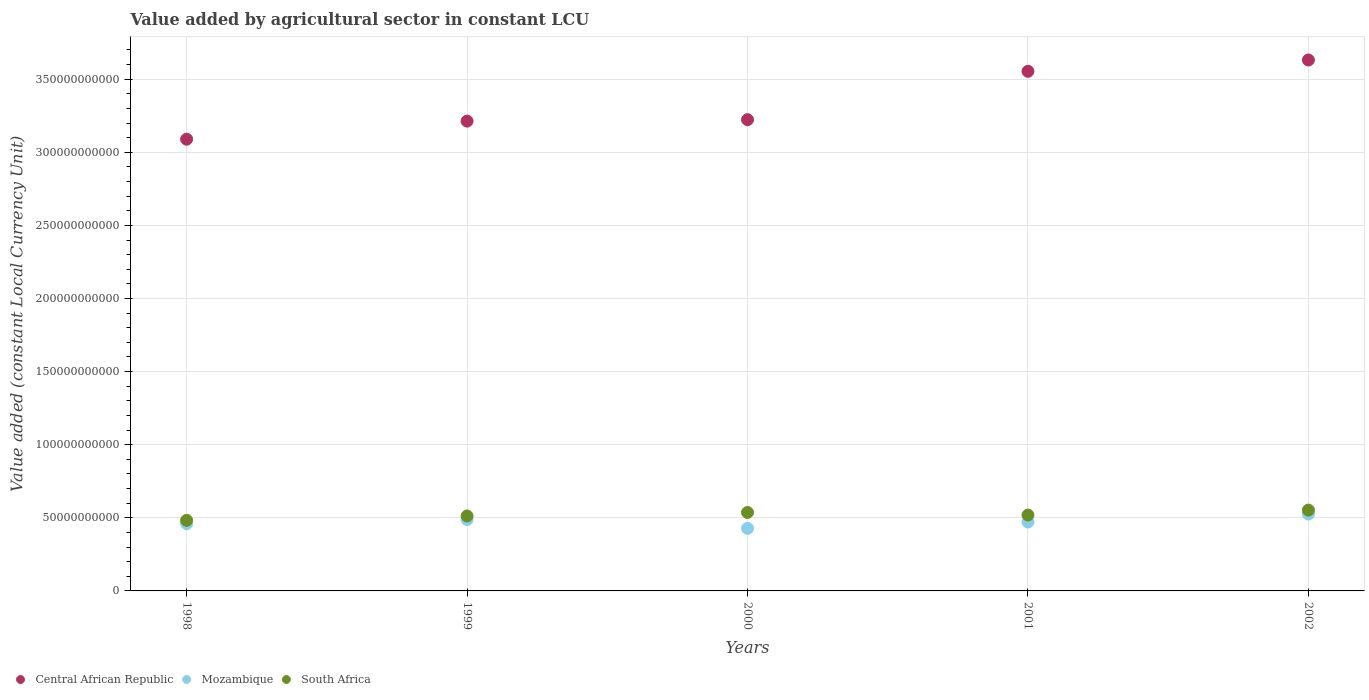 Value added by agricultural sector in constant LCU
Value added (constant Local Currency Unit)
350000000000
300000000000
250000000000
200000000000
150000000000
100000000000
50000000000
0
1998
1999
2000
2001
2002
Years
Central African Republic
Mozambique
South Africa